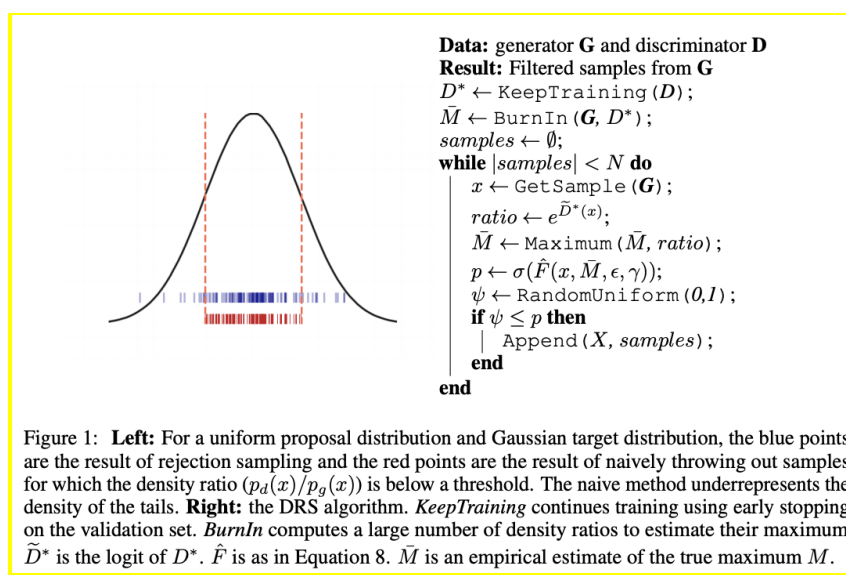 Data: generator G and discriminator D
Result: Filtered samples from G
D* ← KeepTraining(D);
M̄ ← BurnIn(G, D*);
samples ← ∅;
while |samples| < N do
x ← GetSample(G);
ratio ← e^{D̃*(x)};
M̄ ← Maximum(M̄, ratio);
p ← σ(F̂(x, M̄, ϵ, γ));
ψ ← RandomUniform(0,1);
if ψ ≤ p then
Append(X, samples);
end
end
Figure 1: Left: For a uniform proposal distribution and Gaussian target distribution, the blue points
are the result of rejection sampling and the red points are the result of naively throwing out samples
for which the density ratio (p_d(x)/p_g(x)) is below a threshold. The naive method underrepresents the
density of the tails. Right: the DRS algorithm. KeepTraining continues training using early stopping
on the validation set. BurnIn computes a large number of density ratios to estimate their maximum
D̃* is the logit of D*. F̂ is as in Equation 8. M̄ is an empirical estimate of the true maximum M.